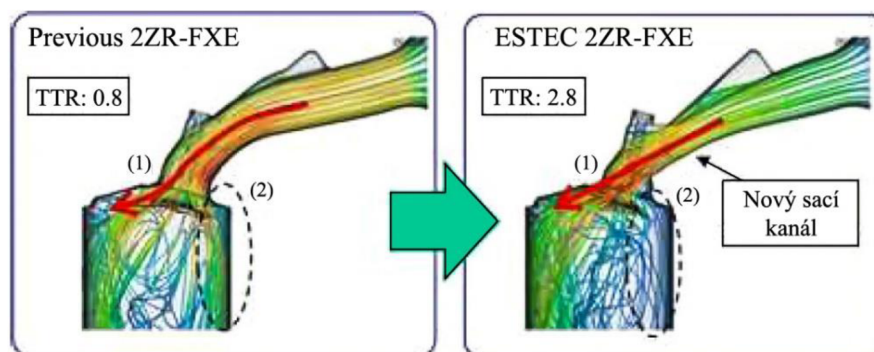 Previous 2ZR-FXE
TTR: 0.8
(1)
(2)
ESTEC 2ZR-FXE
TTR: 2.8
(1)
(2)
Nový sací
kanál